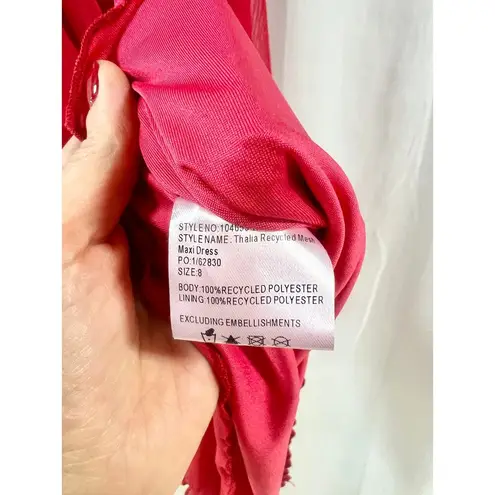 STYLE NO: 
STYLE NAME: Thalia Recycled Mesh
Maxi Dress
PO:1/62830
SIZE:8
BODY:100%RECYCLED POLYESTER
LINING:100%RECYCLED POLYESTER
EXCLUDING EMBELLISHMENTS